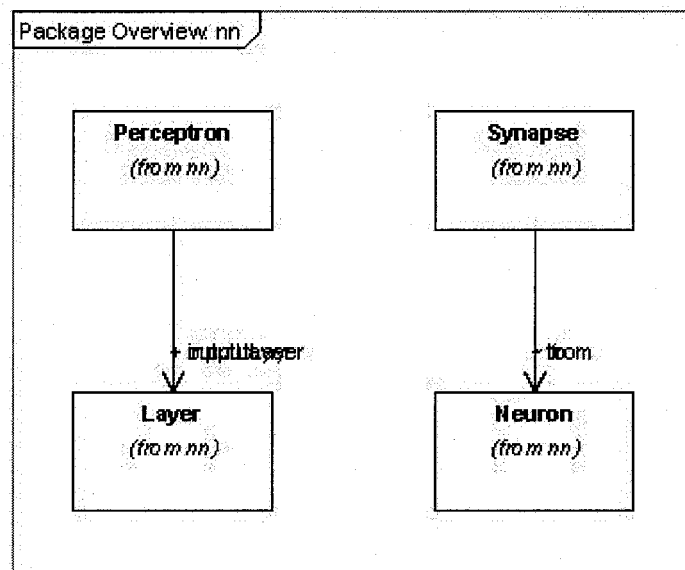 Package Overview: nn
Perceptron
(from nn)
Synapse
(from nn)
Layer
(from nn)
Neuron
(from nn)